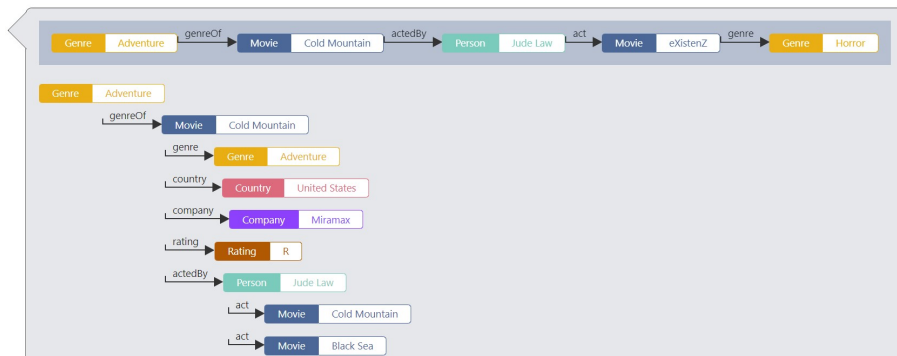 genreOf actedBy act genre
Genre Adventure Movie Cold Mountain Person Jude Law Movie eXistenZ Genre Horror
Genre Adventure
genreOf
Movie Cold Mountain
genre
Genre Adventure
country
Country United States
company
Company Miramax
rating
Rating R
actedBy
Person Jude Law
act
Movie Cold Mountain
act
Movie Black Sea